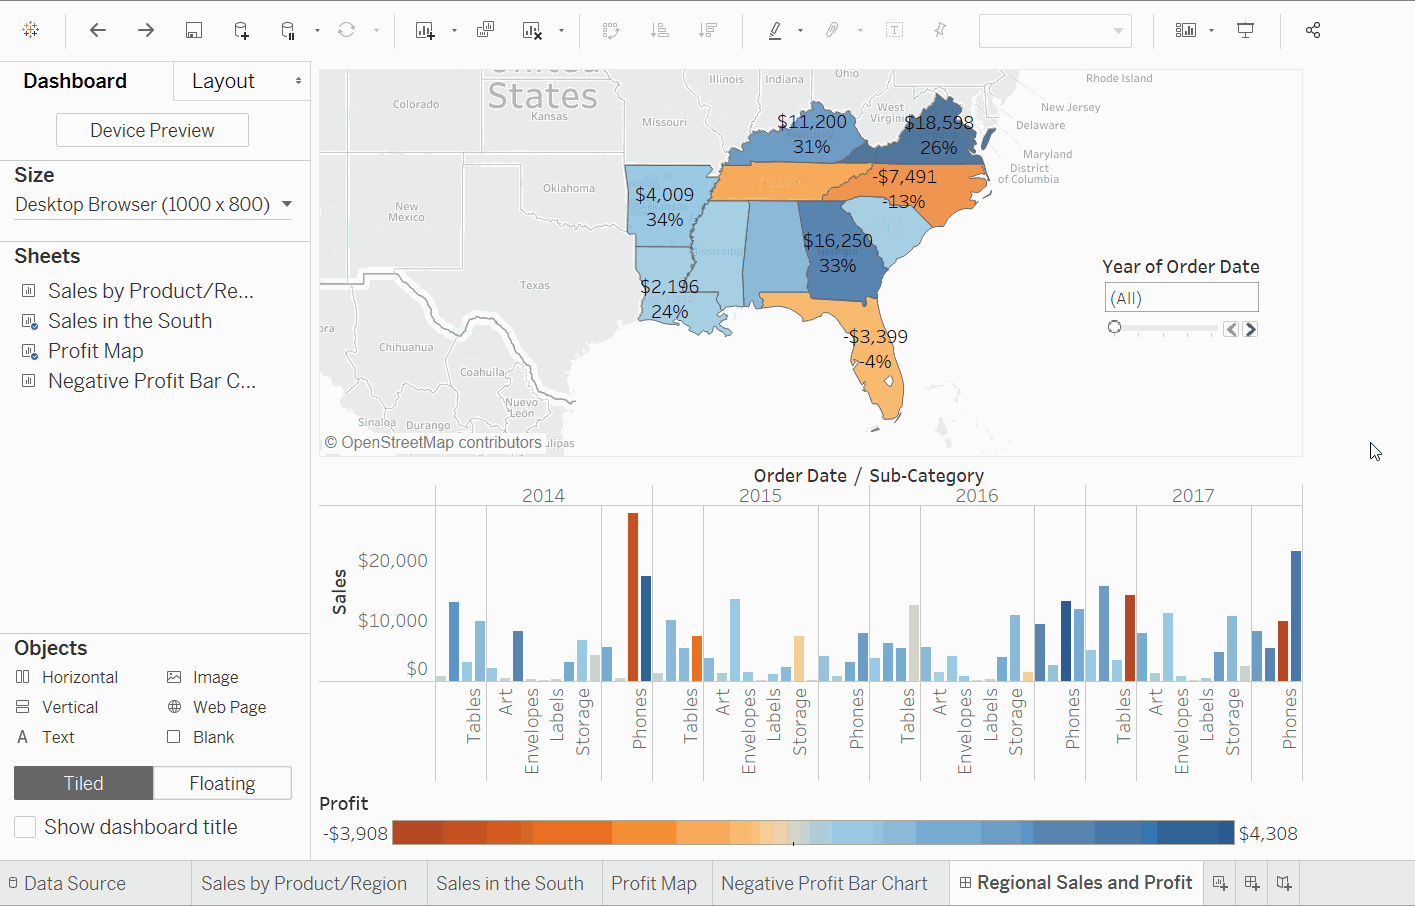 Dashboard
Layout
Device Preview
Size
Desktop Browser (1000 x 800)
Sheets
Sales by Product/Re...
Sales in the South
Profit Map
Negative Profit Bar C...
Objects
Horizontal
Image
Vertical
Web Page
A Text
Blank
Tiled
Floating
Show dashboard title
United
States
Colorado
Kansas
Missouri
Illinois
Indiana
Ohio
West
Virginia
Rhode Island
New Jersey
Delaware
Maryland
District
of Columbia
Oklahoma
New
Mexico
Texas
Chihuahua
Coahuila
Nuevo
León
Sinaloa
Durango
$11,200
31%
$18,598
26%
-$7,491
-13%
$4,009
34%
$16,250
33%
$2,196
24%
-$3,399
-4%
© OpenStreetMap contributors
Year of Order Date
(All)
Order Date / Sub-Category
2014
2015
2016
2017
Sales
$20,000
$10,000
$0
Tables
Art
Envelopes
Labels
Storage
Phones
Tables
Art
Envelopes
Labels
Storage
Phones
Tables
Art
Envelopes
Labels
Storage
Phones
Tables
Art
Envelopes
Labels
Storage
Phones
Profit
-$3,908
$4,308
Data Source
Sales by Product/Region
Sales in the South
Profit Map
Negative Profit Bar Chart
Regional Sales and Profit